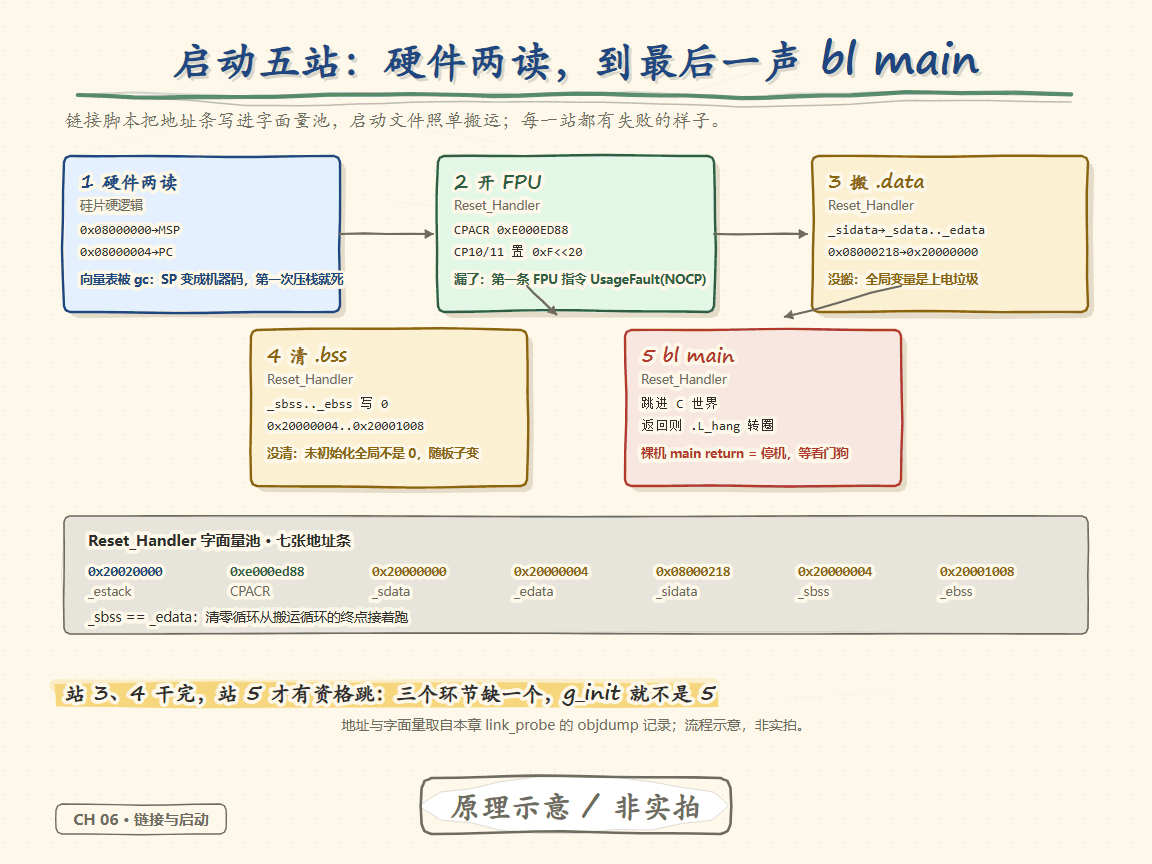 启动五站：硬件两读，到最后一声 bl main
链接脚本把地址条写进字面量池，启动文件照单搬运；每一站都有失败的样子。
1 硬件两读
硅片硬逻辑
0x08000000→MSP
0x08000004→PC
向量表被 gc：SP 变成机器码，第一次压栈就死
2 开 FPU
Reset_Handler
CPACR 0xE000ED88
CP10/11 置 0xF<<20
漏了：第一条 FPU 指令 UsageFault(NOCP)
3 搬 .data
Reset_Handler
_sidata→_sdata.._edata
0x08000218→0x20000000
没搬：全局变量是上电垃圾
4 清 .bss
Reset_Handler
_sbss.._ebss 写 0
0x20000004..0x20001008
没清：未初始化全局不是 0，随板子变
5 bl main
Reset_Handler
跳进 C 世界
返回则 .L_hang 转圈
裸机 main return = 停机，等看门狗
Reset_Handler 字面量池 • 七张地址条
0x20020000 0xe000ed88 0x20000000 0x20000004 0x08000218 0x20000004 0x20001008
_estack CPACR _sdata _edata _sidata _sbss _ebss
_sbss == _edata：清零循环从搬运循环的终点接着跑
站 3、4 干完，站 5 才有资格跳：三个环节缺一个，g_init 就不是 5
地址与字面量取自本章 link_probe 的 objdump 记录；流程示意，非实拍。
原理示意 / 非实拍
CH 06 • 链接与启动